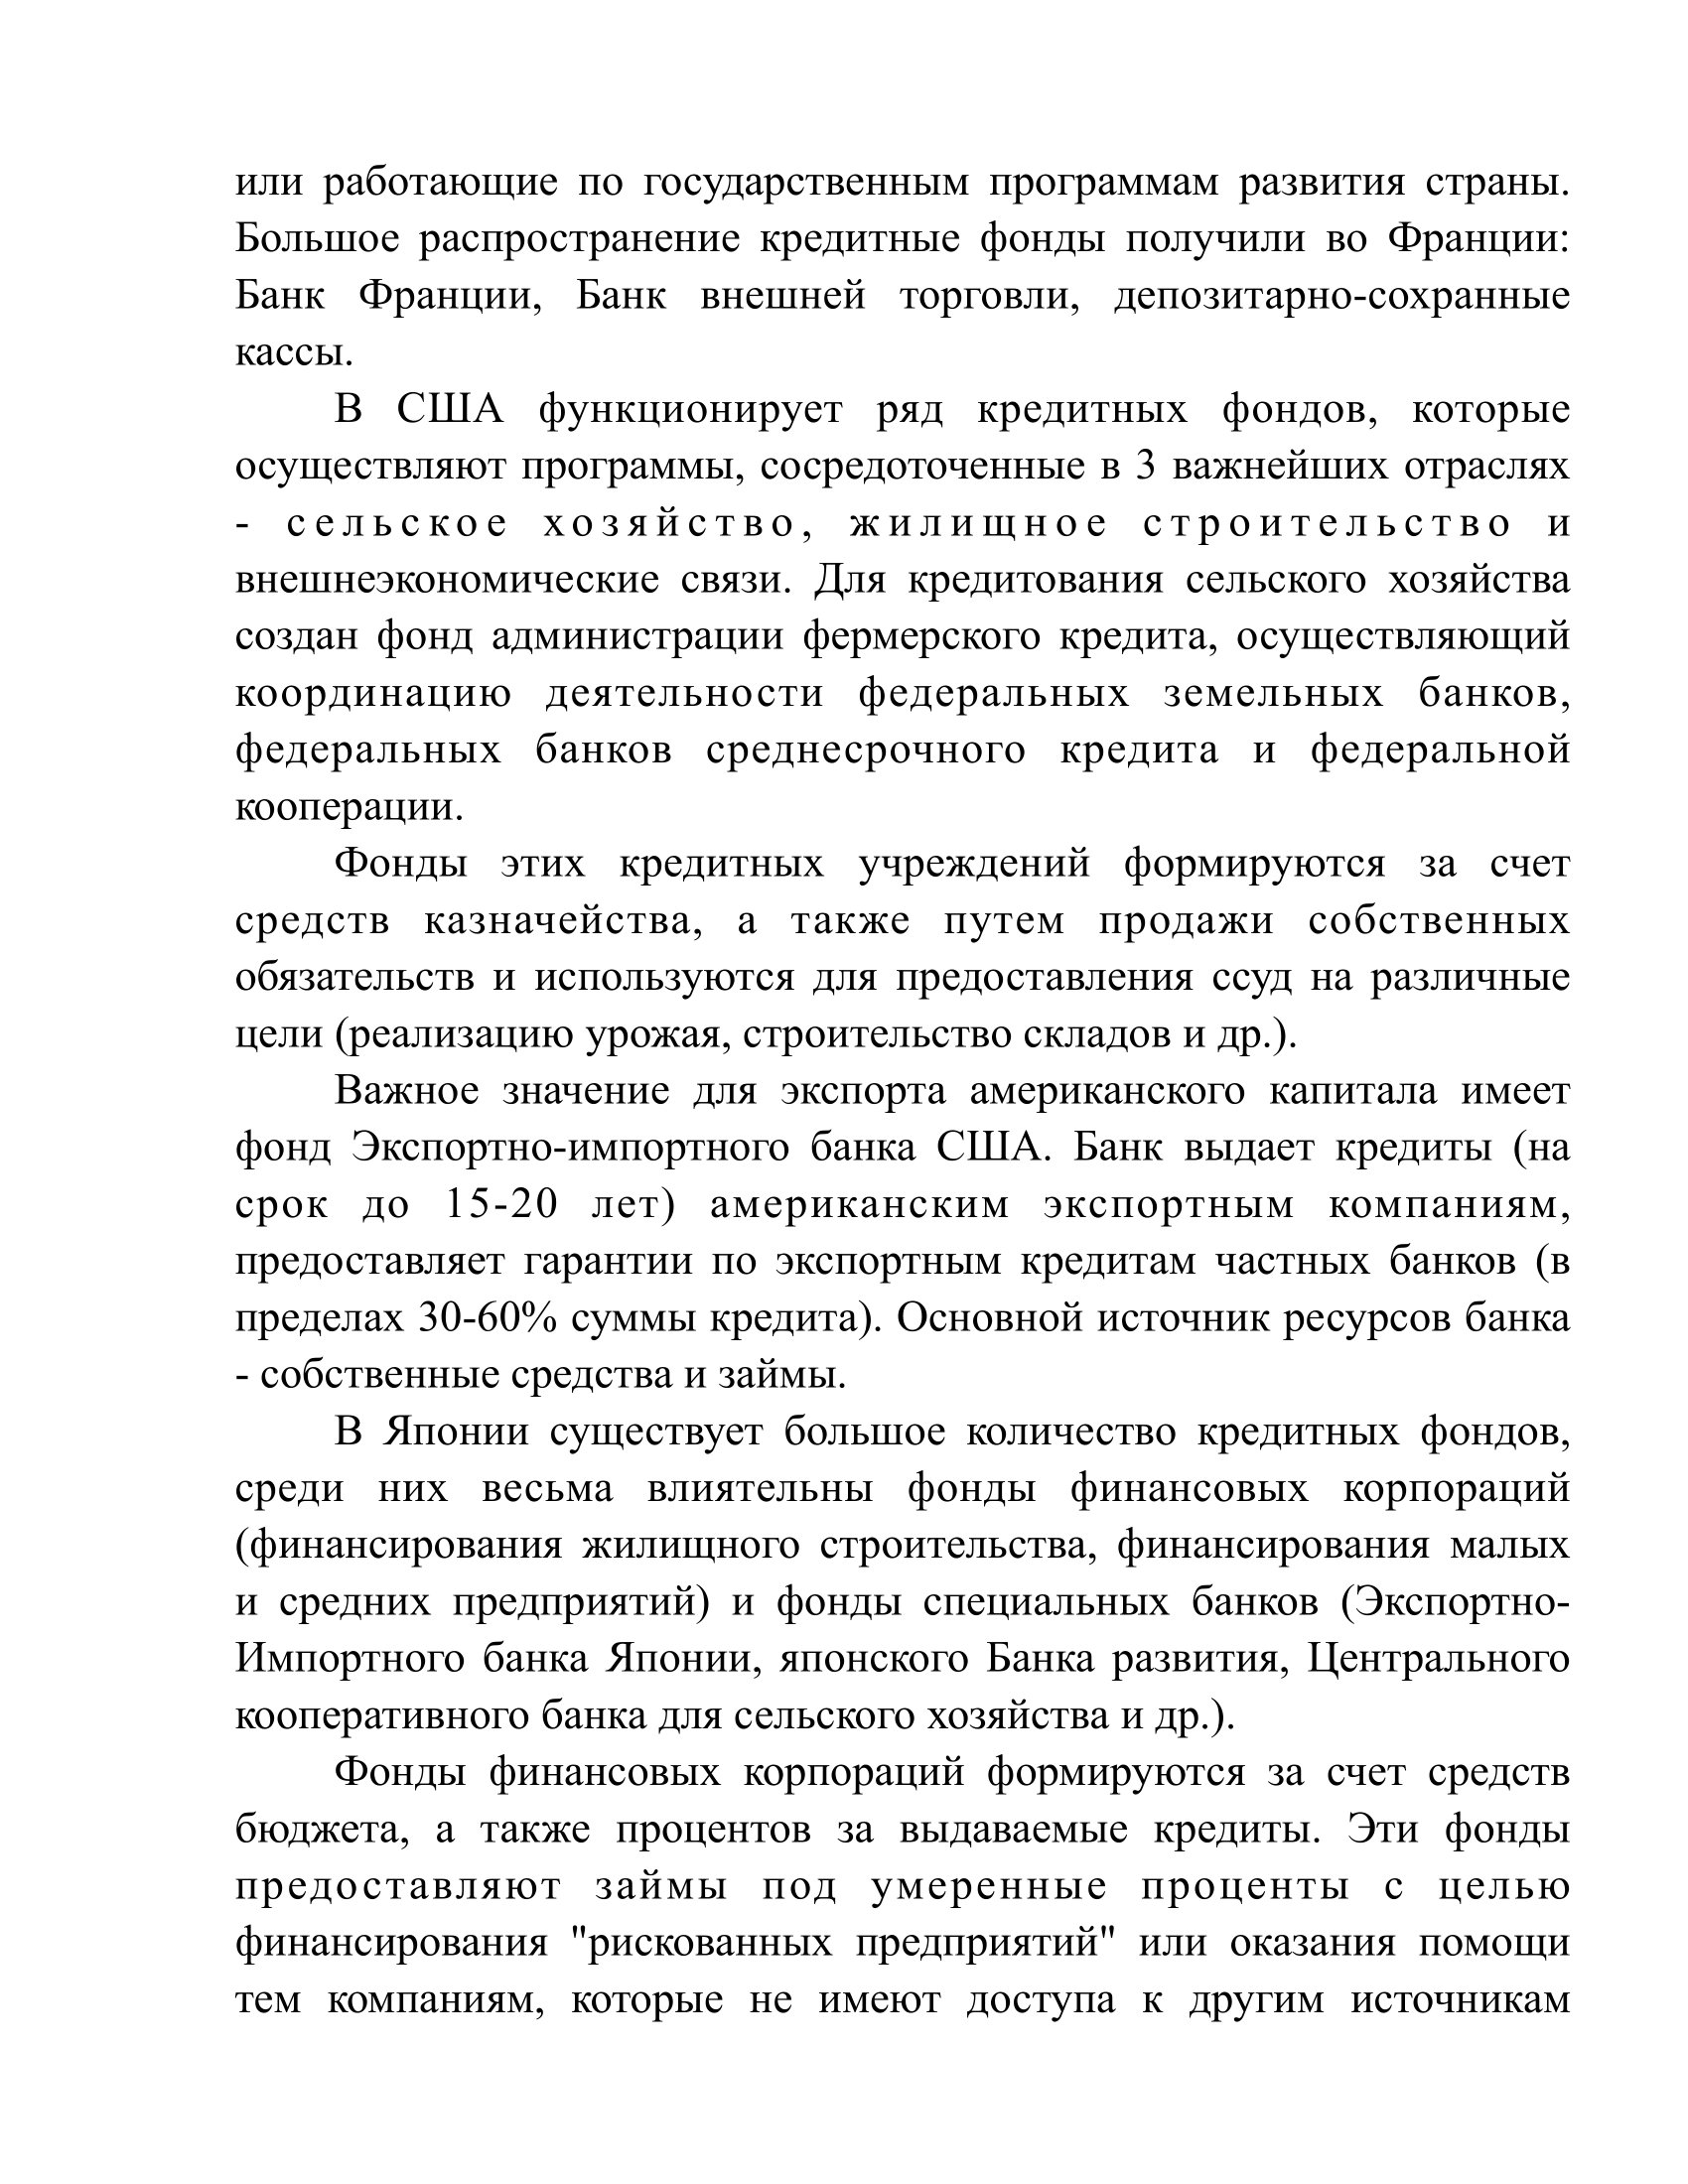 или работающие по государственным программам развития страны.
Большое распространение кредитные фонды получили во Франции:
Банк Франции, Банк внешней торговли, депозитарно-сохранные
кассы.
В США функционирует ряд кредитных фондов, которые
осуществляют программы, сосредоточенные в 3 важнейших отраслях
- сельское хозяйство, жилищное строительство и
внешнеэкономические связи. Для кредитования сельского хозяйства
создан фонд администрации фермерского кредита, осуществляющий
координацию деятельности федеральных земельных банков,
федеральных банков среднесрочного кредита и федеральной
кооперации.
Фонды этих кредитных учреждений формируются за счет
средств казначейства, а также путем продажи собственных
обязательств и используются для предоставления ссуд на различные
цели (реализацию урожая, строительство складов и др.).
Важное значение для экспорта американского капитала имеет
фонд Экспортно-импортного банка США. Банк выдает кредиты (на
срок до 15-20 лет) американским экспортным компаниям,
предоставляет гарантии по экспортным кредитам частных банков (в
пределах 30-60% суммы кредита). Основной источник ресурсов банка
- собственные средства и займы.
В Японии существует большое количество кредитных фондов,
среди них весьма влиятельны фонды финансовых корпораций
(финансирования жилищного строительства, финансирования малых
и средних предприятий) и фонды специальных банков (Экспортно-
Импортного банка Японии, японского Банка развития, Центрального
кооперативного банка для сельского хозяйства и др.).
Фонды финансовых корпораций формируются за счет средств
бюджета, а также процентов за выдаваемые кредиты. Эти фонды
предоставляют займы под умеренные проценты с целью
финансирования "рискованных предприятий" или оказания помощи
тем компаниям, которые не имеют доступа к другим источникам